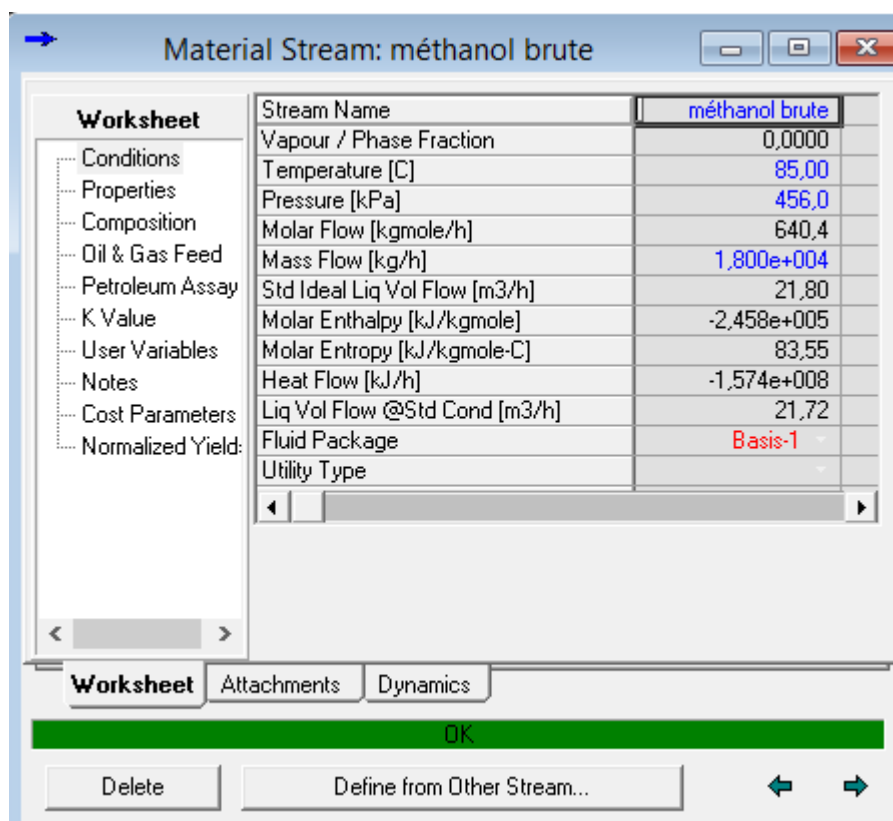 Material Stream: méthanol brute
Worksheet
Conditions
Properties
Composition
Oil & Gas Feed
Petroleum Assay
K Value
User Variables
Notes
Cost Parameters
Normalized Yields
Stream Name méthanol brute
Vapour / Phase Fraction 0,0000
Temperature [C] 85,00
Pressure [kPa] 456,0
Molar Flow [kgmole/h] 640,4
Mass Flow [kg/h] 1,800e+004
Std Ideal Liq Vol Flow [m3/h] 21,80
Molar Enthalpy [kJ/kgmole] -2,458e+005
Molar Entropy [kJ/kgmole-C] 83,55
Heat Flow [kJ/h] -1,574e+008
Liq Vol Flow @Std Cond [m3/h] 21,72
Fluid Package Basis-1
Utility Type
Worksheet Attachments Dynamics
OK
Delete Define from Other Stream...